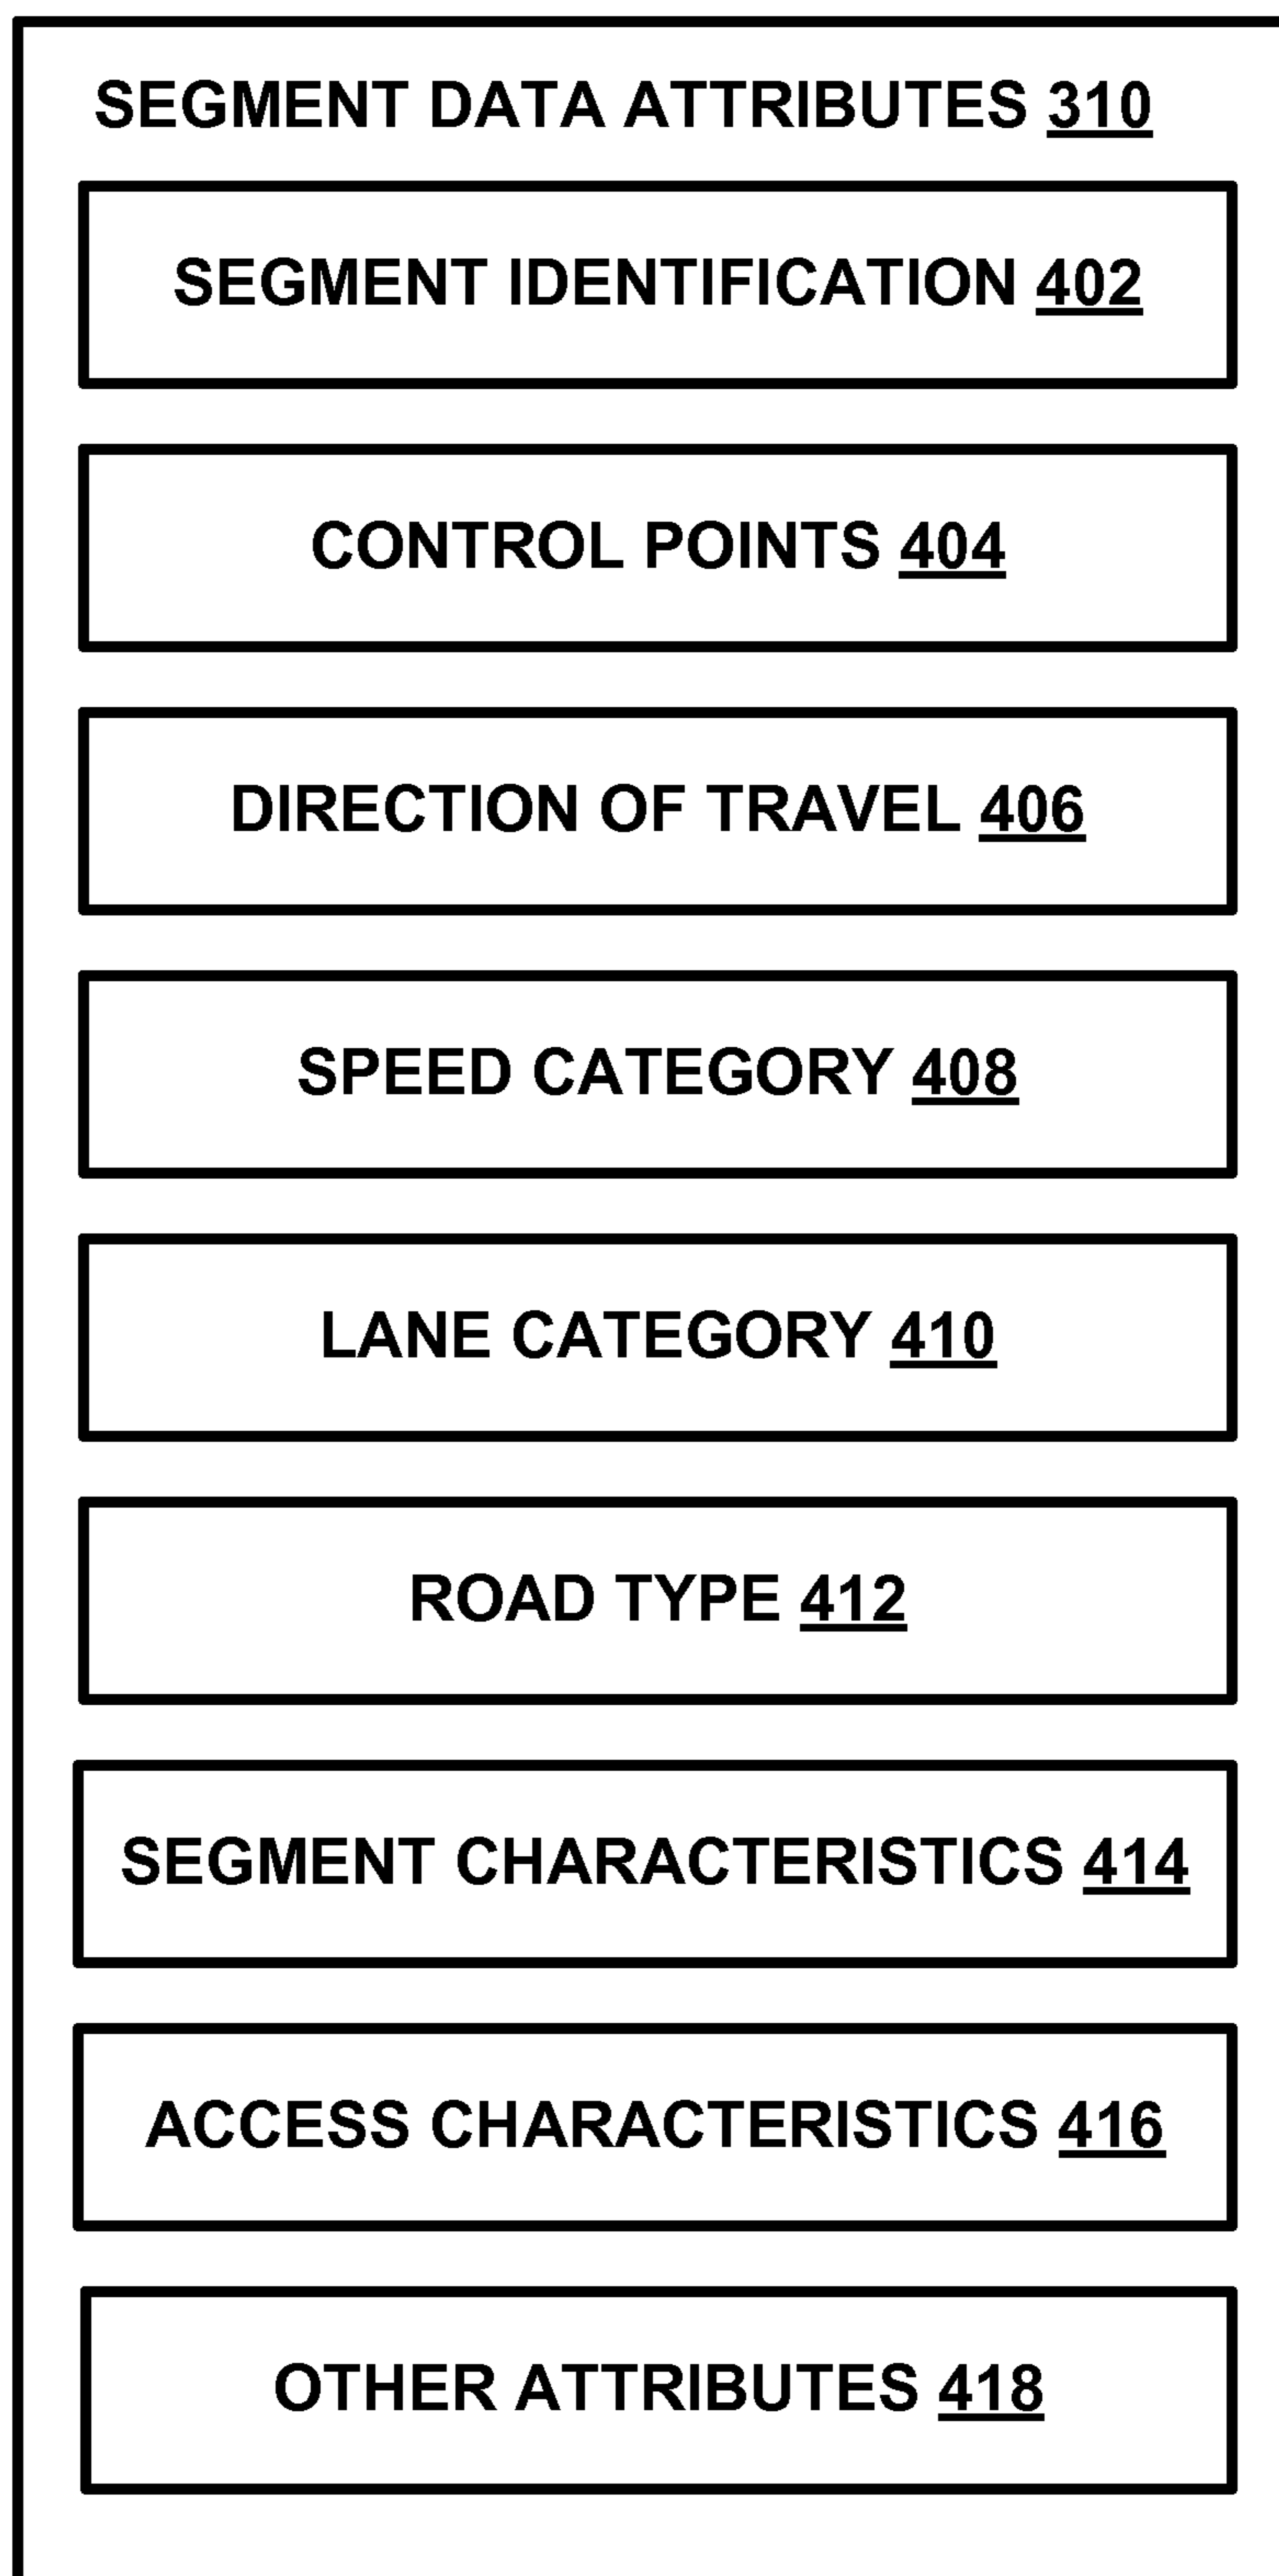 SEGMENT DATA ATTRIBUTES 310
SEGMENT IDENTIFICATION 402
CONTROL POINTS 404
DIRECTION OF TRAVEL 406
SPEED CATEGORY 408
LANE CATEGORY 410
ROAD TYPE 412
SEGMENT CHARACTERISTICS 414
ACCESS CHARACTERISTICS 416
OTHER ATTRIBUTES 418